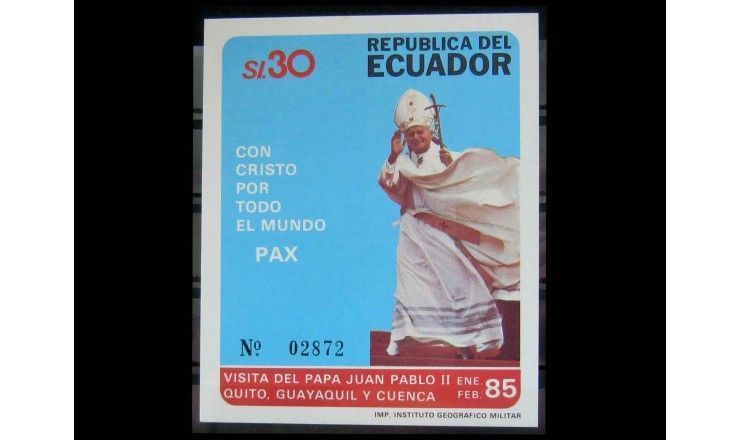 S/.30
REPUBLICA DEL
ECUADOR
CON
CRISTO
POR
TODO
EL MUNDO
PAX
Nº 02872
VISITA DEL PAPA JUAN PABLO II ENE. 85
QUITO, GUAYAQUIL Y CUENCA FEB.
IMP. INSTITUTO GEOGRAFICO MILITAR